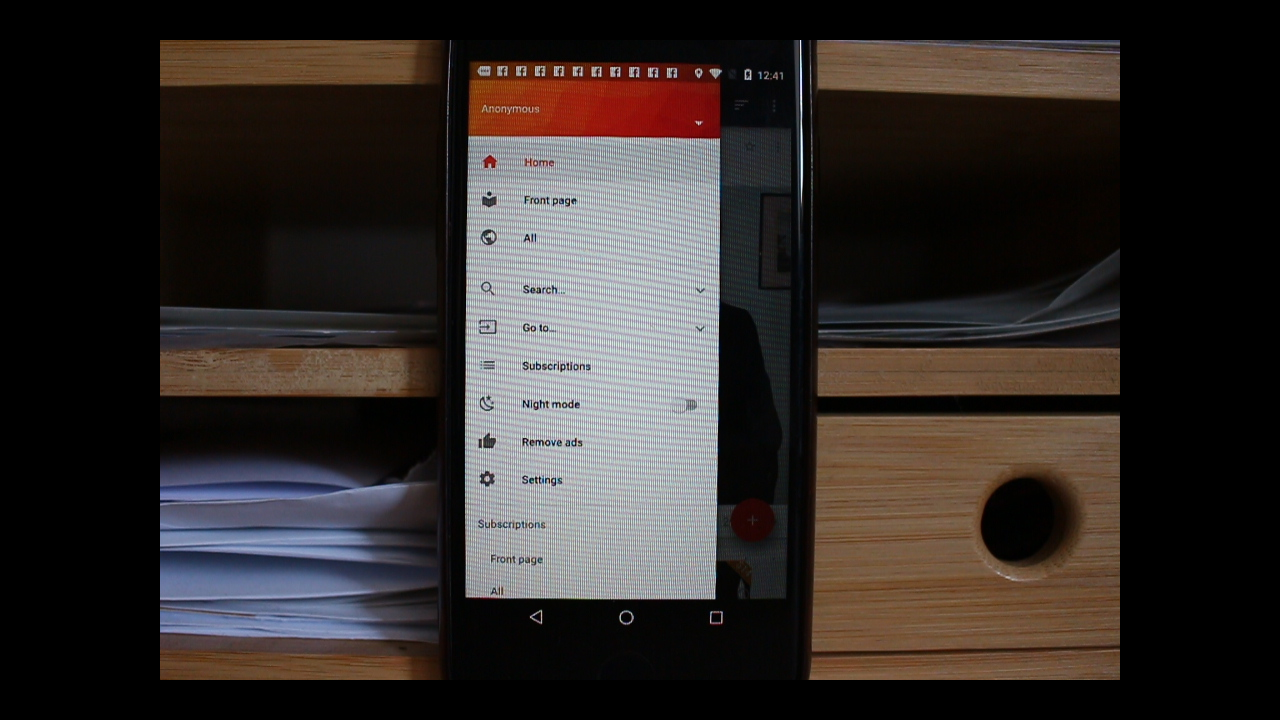 12:41
Anonymous
Home
Front page
All
Search...
Go to...
Subscriptions
Night mode
Remove ads
Settings
Subscriptions
Front page
All